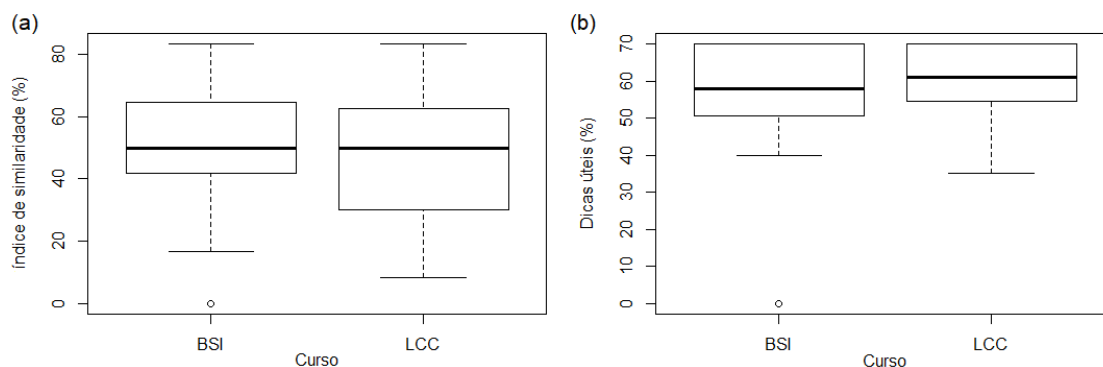 (a)
índice de similaridade (%)
80
60
40
20
0
BSI
LCC
Curso
(b)
Dicas úteis (%)
70
60
50
40
30
20
10
0
BSI
LCC
Curso